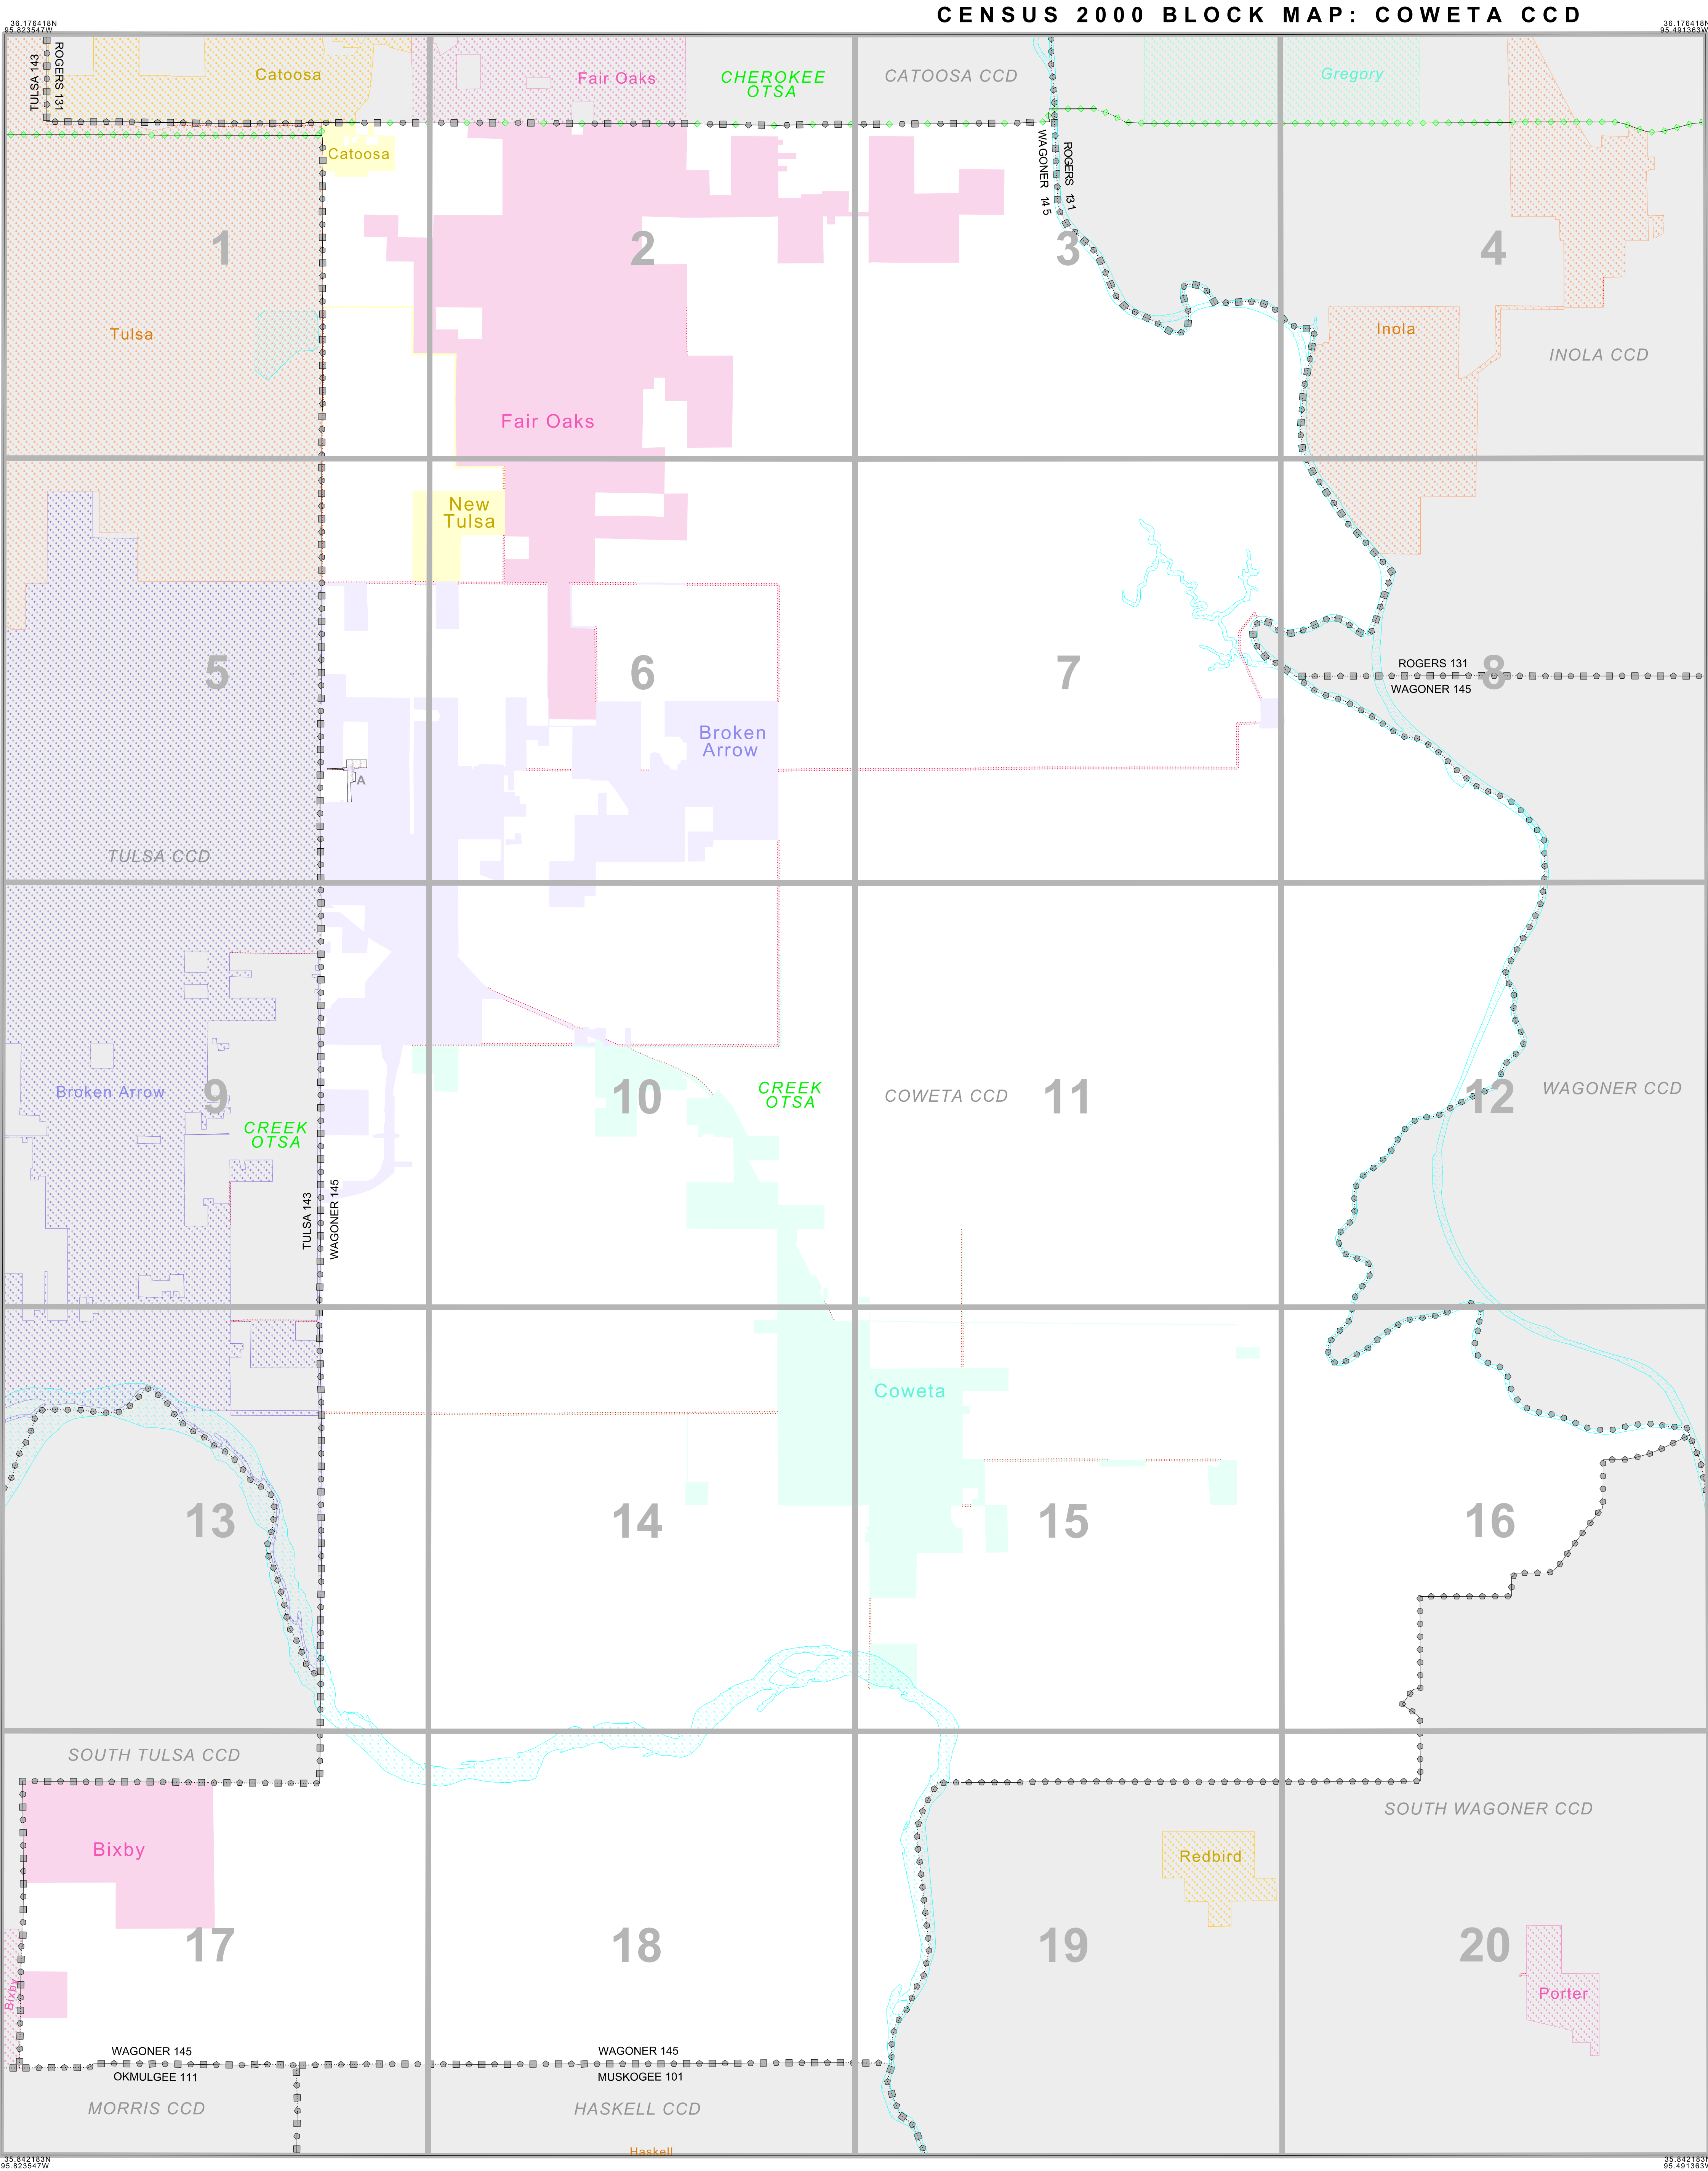 CENSUS 2000 BLOCK MAP: COWETA CCD
36.176418N
95.823547W
36.176418N
95.491363W
TULSA 143
ROGERS 131
Catoosa
Fair Oaks
CHEROKEE
OTSA
CATOOSA CCD
Gregory
Catoosa
WAGONER 145
ROGERS 131
1
2
3
4
Tulsa
Inola
INOLA CCD
Fair Oaks
New
Tulsa
5
6
7
8
ROGERS 131
WAGONER 145
Broken
Arrow
A
TULSA CCD
Broken Arrow
9
10
11
12
CREEK
OTSA
CREEK
OTSA
COWETA CCD
WAGONER CCD
TULSA 143
WAGONER 145
Coweta
13
14
15
16
SOUTH TULSA CCD
SOUTH WAGONER CCD
Bixby
Redbird
17
18
19
20
Bixby
Porter
WAGONER 145
OKMULGEE 111
WAGONER 145
MUSKOGEE 101
MORRIS CCD
HASKELL CCD
Haskell
35.842183N
95.823547W
35.842183N
95.491363W